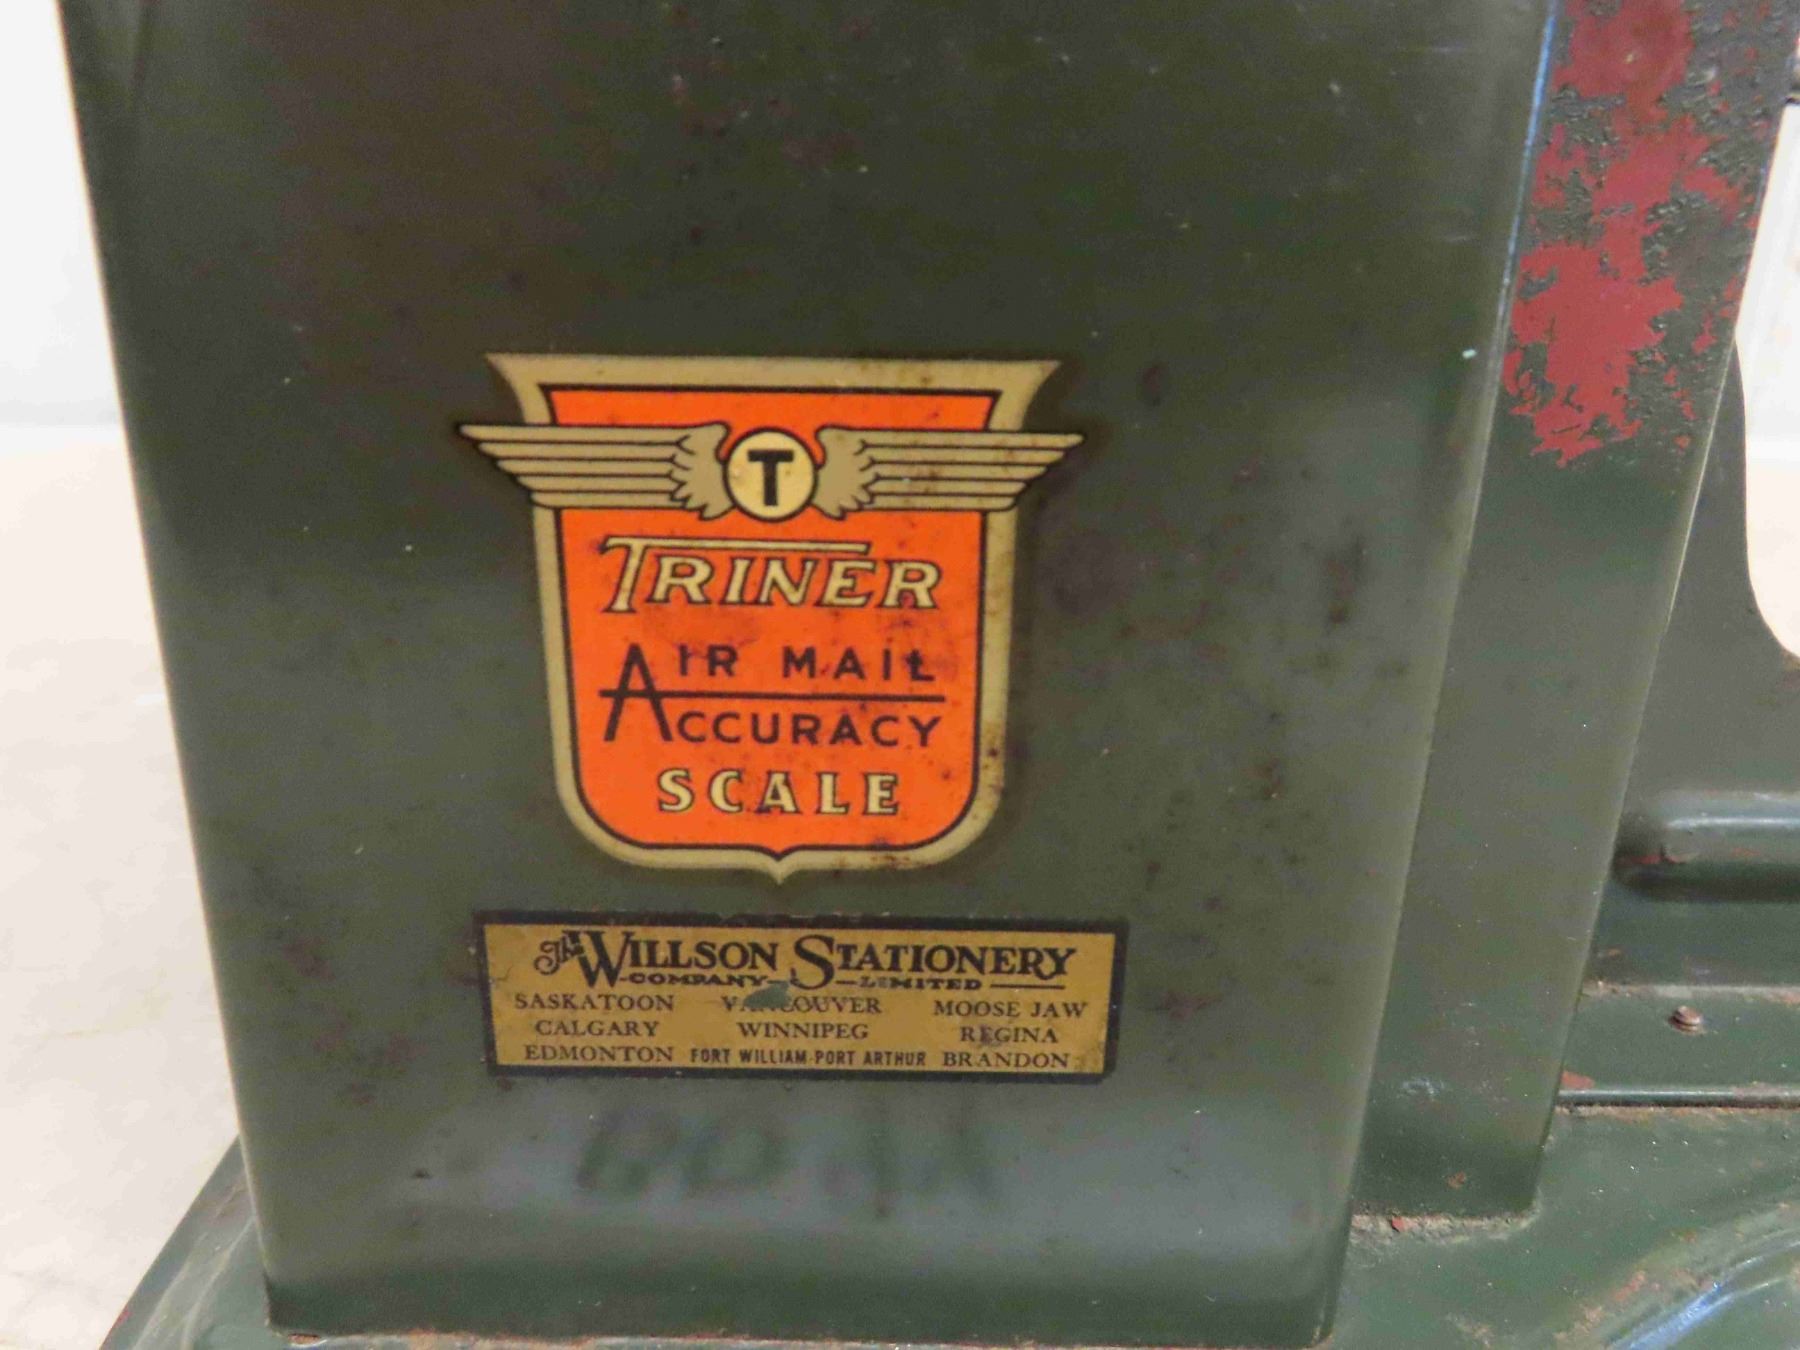 T
TRINER
AIR MAIL
ACCURACY
SCALE
The WILLSON STATIONERY
COMPANY LIMITED
SASKATOON VANCOUVER MOOSE JAW
CALGARY WINNIPEG REGINA
EDMONTON FORT WILLIAM-PORT ARTHUR BRANDON